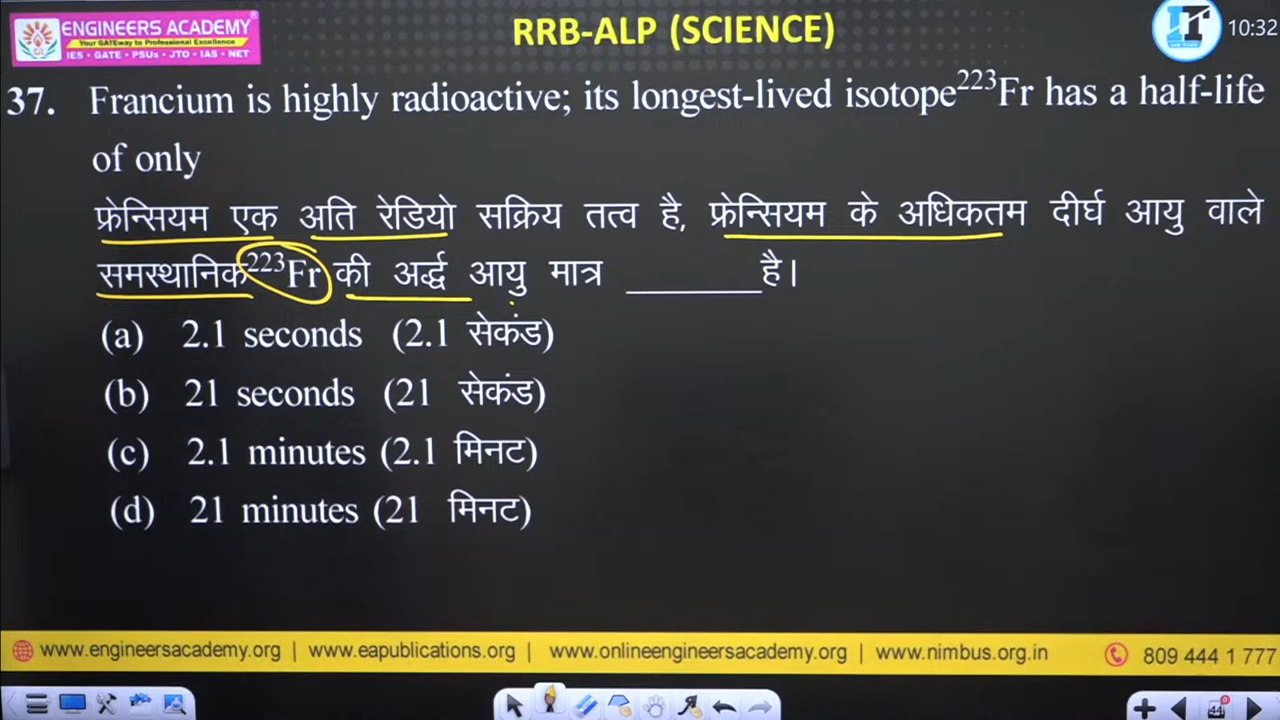 ENGINEERS ACADEMY
Your GATEway to Professional Excellence
IES • GATE • PSUs • JTO • IAS • NET
RRB-ALP (SCIENCE)
10:32
37. Francium is highly radioactive; its longest-lived isotope ²²³Fr has a half-life
of only
फ्रेन्सियम एक अति रेडियो सक्रिय तत्व है, फ्रेन्सियम के अधिकतम दीर्घ आयु वाले
समस्थानिक ²²³Fr की अर्द्ध आयु मात्र ______ है।
(a) 2.1 seconds (2.1 सेकंड)
(b) 21 seconds (21 सेकंड)
(c) 2.1 minutes (2.1 मिनट)
(d) 21 minutes (21 मिनट)
www.engineersacademy.org | www.eapublications.org | www.onlineengineersacademy.org | www.nimbus.org.in 809 444 1 777
44